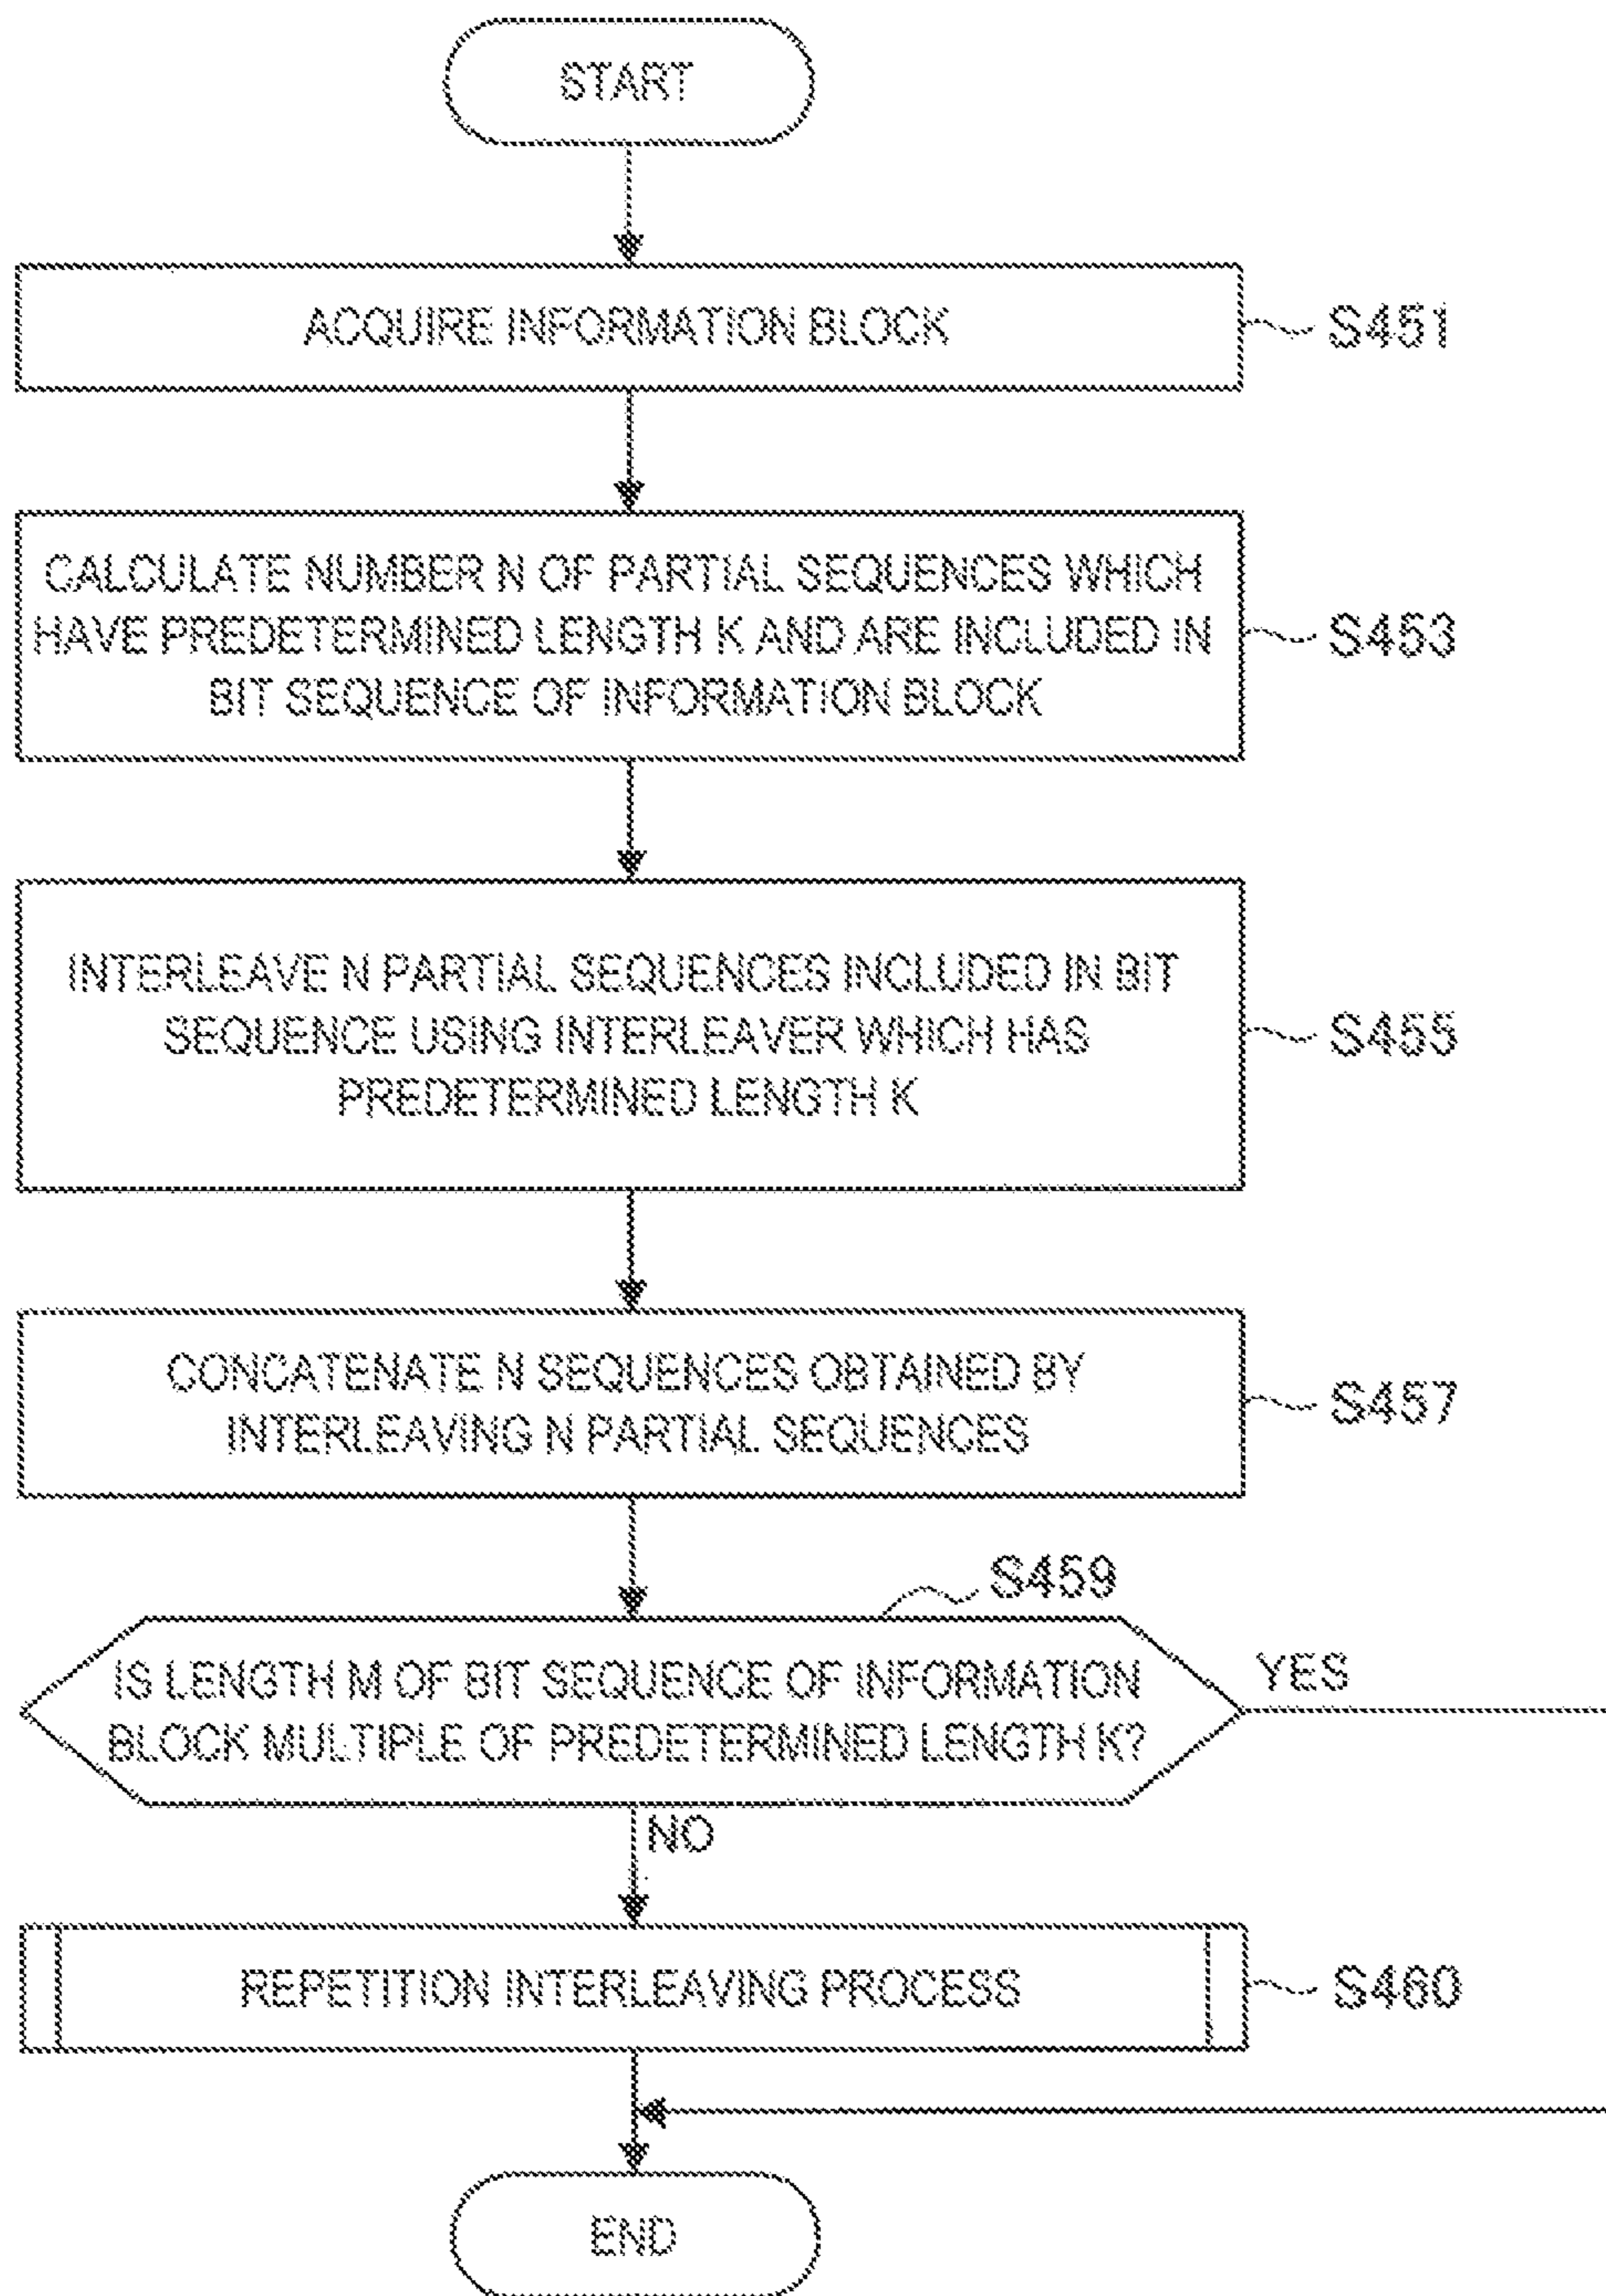 START
ACQUIRE INFORMATION BLOCK
S451
CALCULATE NUMBER N OF PARTIAL SEQUENCES WHICH
HAVE PREDETERMINED LENGTH K AND ARE INCLUDED IN
BIT SEQUENCE OF INFORMATION BLOCK
S453
INTERLEAVE N PARTIAL SEQUENCES INCLUDED IN BIT
SEQUENCE USING INTERLEAVER WHICH HAS
PREDETERMINED LENGTH K
S455
CONCATENATE N SEQUENCES OBTAINED BY
INTERLEAVING N PARTIAL SEQUENCES
S457
S459
IS LENGTH M OF BIT SEQUENCE OF INFORMATION
BLOCK MULTIPLE OF PREDETERMINED LENGTH K?
YES
NO
REPETITION INTERLEAVING PROCESS
S460
END